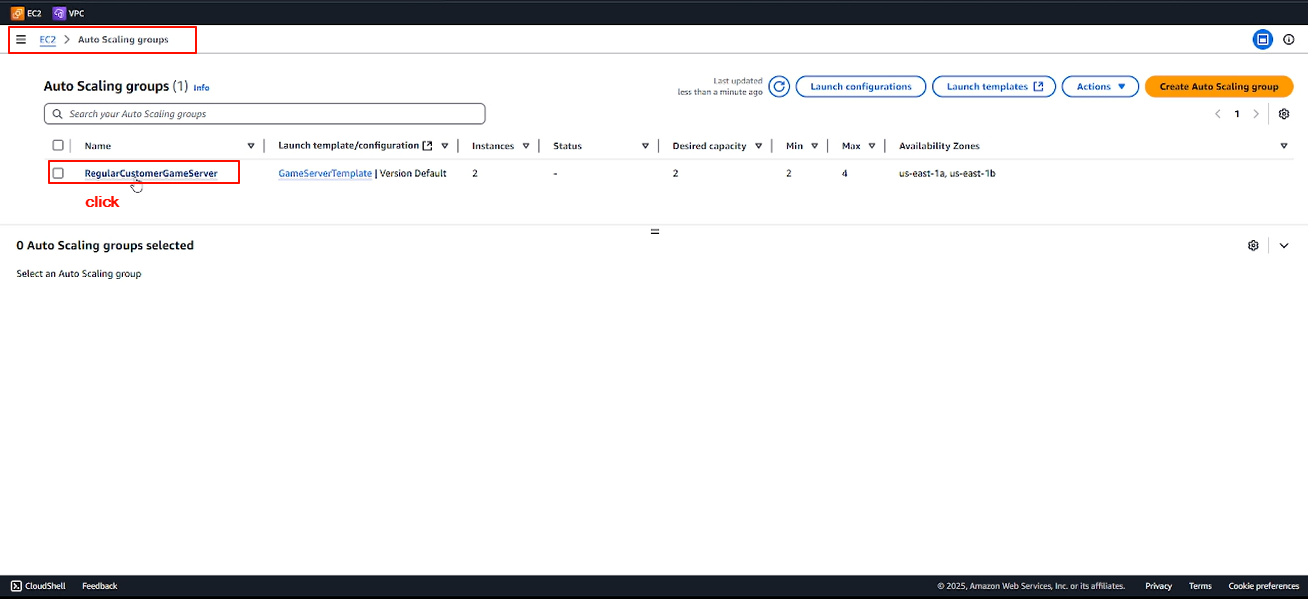 EC2 VPC
EC2 > Auto Scaling groups
Auto Scaling groups (1) Info
Last updated
less than a minute ago
Launch configurations
Launch templates
Actions
Create Auto Scaling group
Search your Auto Scaling groups
1
Name Launch template/configuration Instances Status Desired capacity Min Max Availability Zones
RegularCustomerGameServer GameServerTemplate | Version Default 2 - 2 2 4 us-east-1a, us-east-1b
click
0 Auto Scaling groups selected
Select an Auto Scaling group
CloudShell Feedback © 2025, Amazon Web Services, Inc. or its affiliates. Privacy Terms Cookie preferences